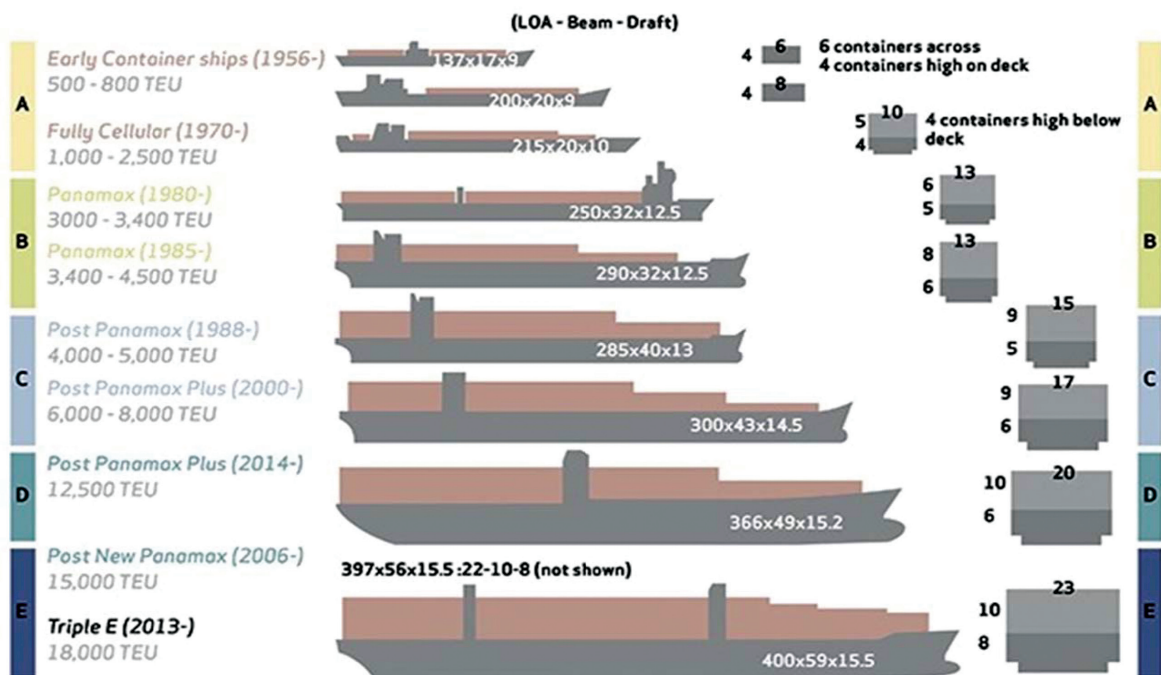 (LOA - Beam - Draft)
A
Early Container ships (1956-)
500 - 800 TEU
137x17x9
6
4
6 containers across
4 containers high on deck
A
200x20x9
8
4
Fully Cellular (1970-)
1,000 - 2,500 TEU
215x20x10
10
5
4
4 containers high below
deck
B
Panamax (1980-)
3000 - 3,400 TEU
250x32x12.5
13
6
5
B
Panamax (1985-)
3,400 - 4,500 TEU
290x32x12.5
13
8
6
C
Post Panamax (1988-)
4,000 - 5,000 TEU
285x40x13
15
9
5
C
Post Panamax Plus (2000-)
6,000 - 8,000 TEU
300x43x14.5
17
9
6
D
Post Panamax Plus (2014-)
12,500 TEU
366x49x15.2
20
10
6
D
E
Post New Panamax (2006-)
15,000 TEU
397x56x15.5 :22-10-8 (not shown)
E
Triple E (2013-)
18,000 TEU
400x59x15.5
23
10
8